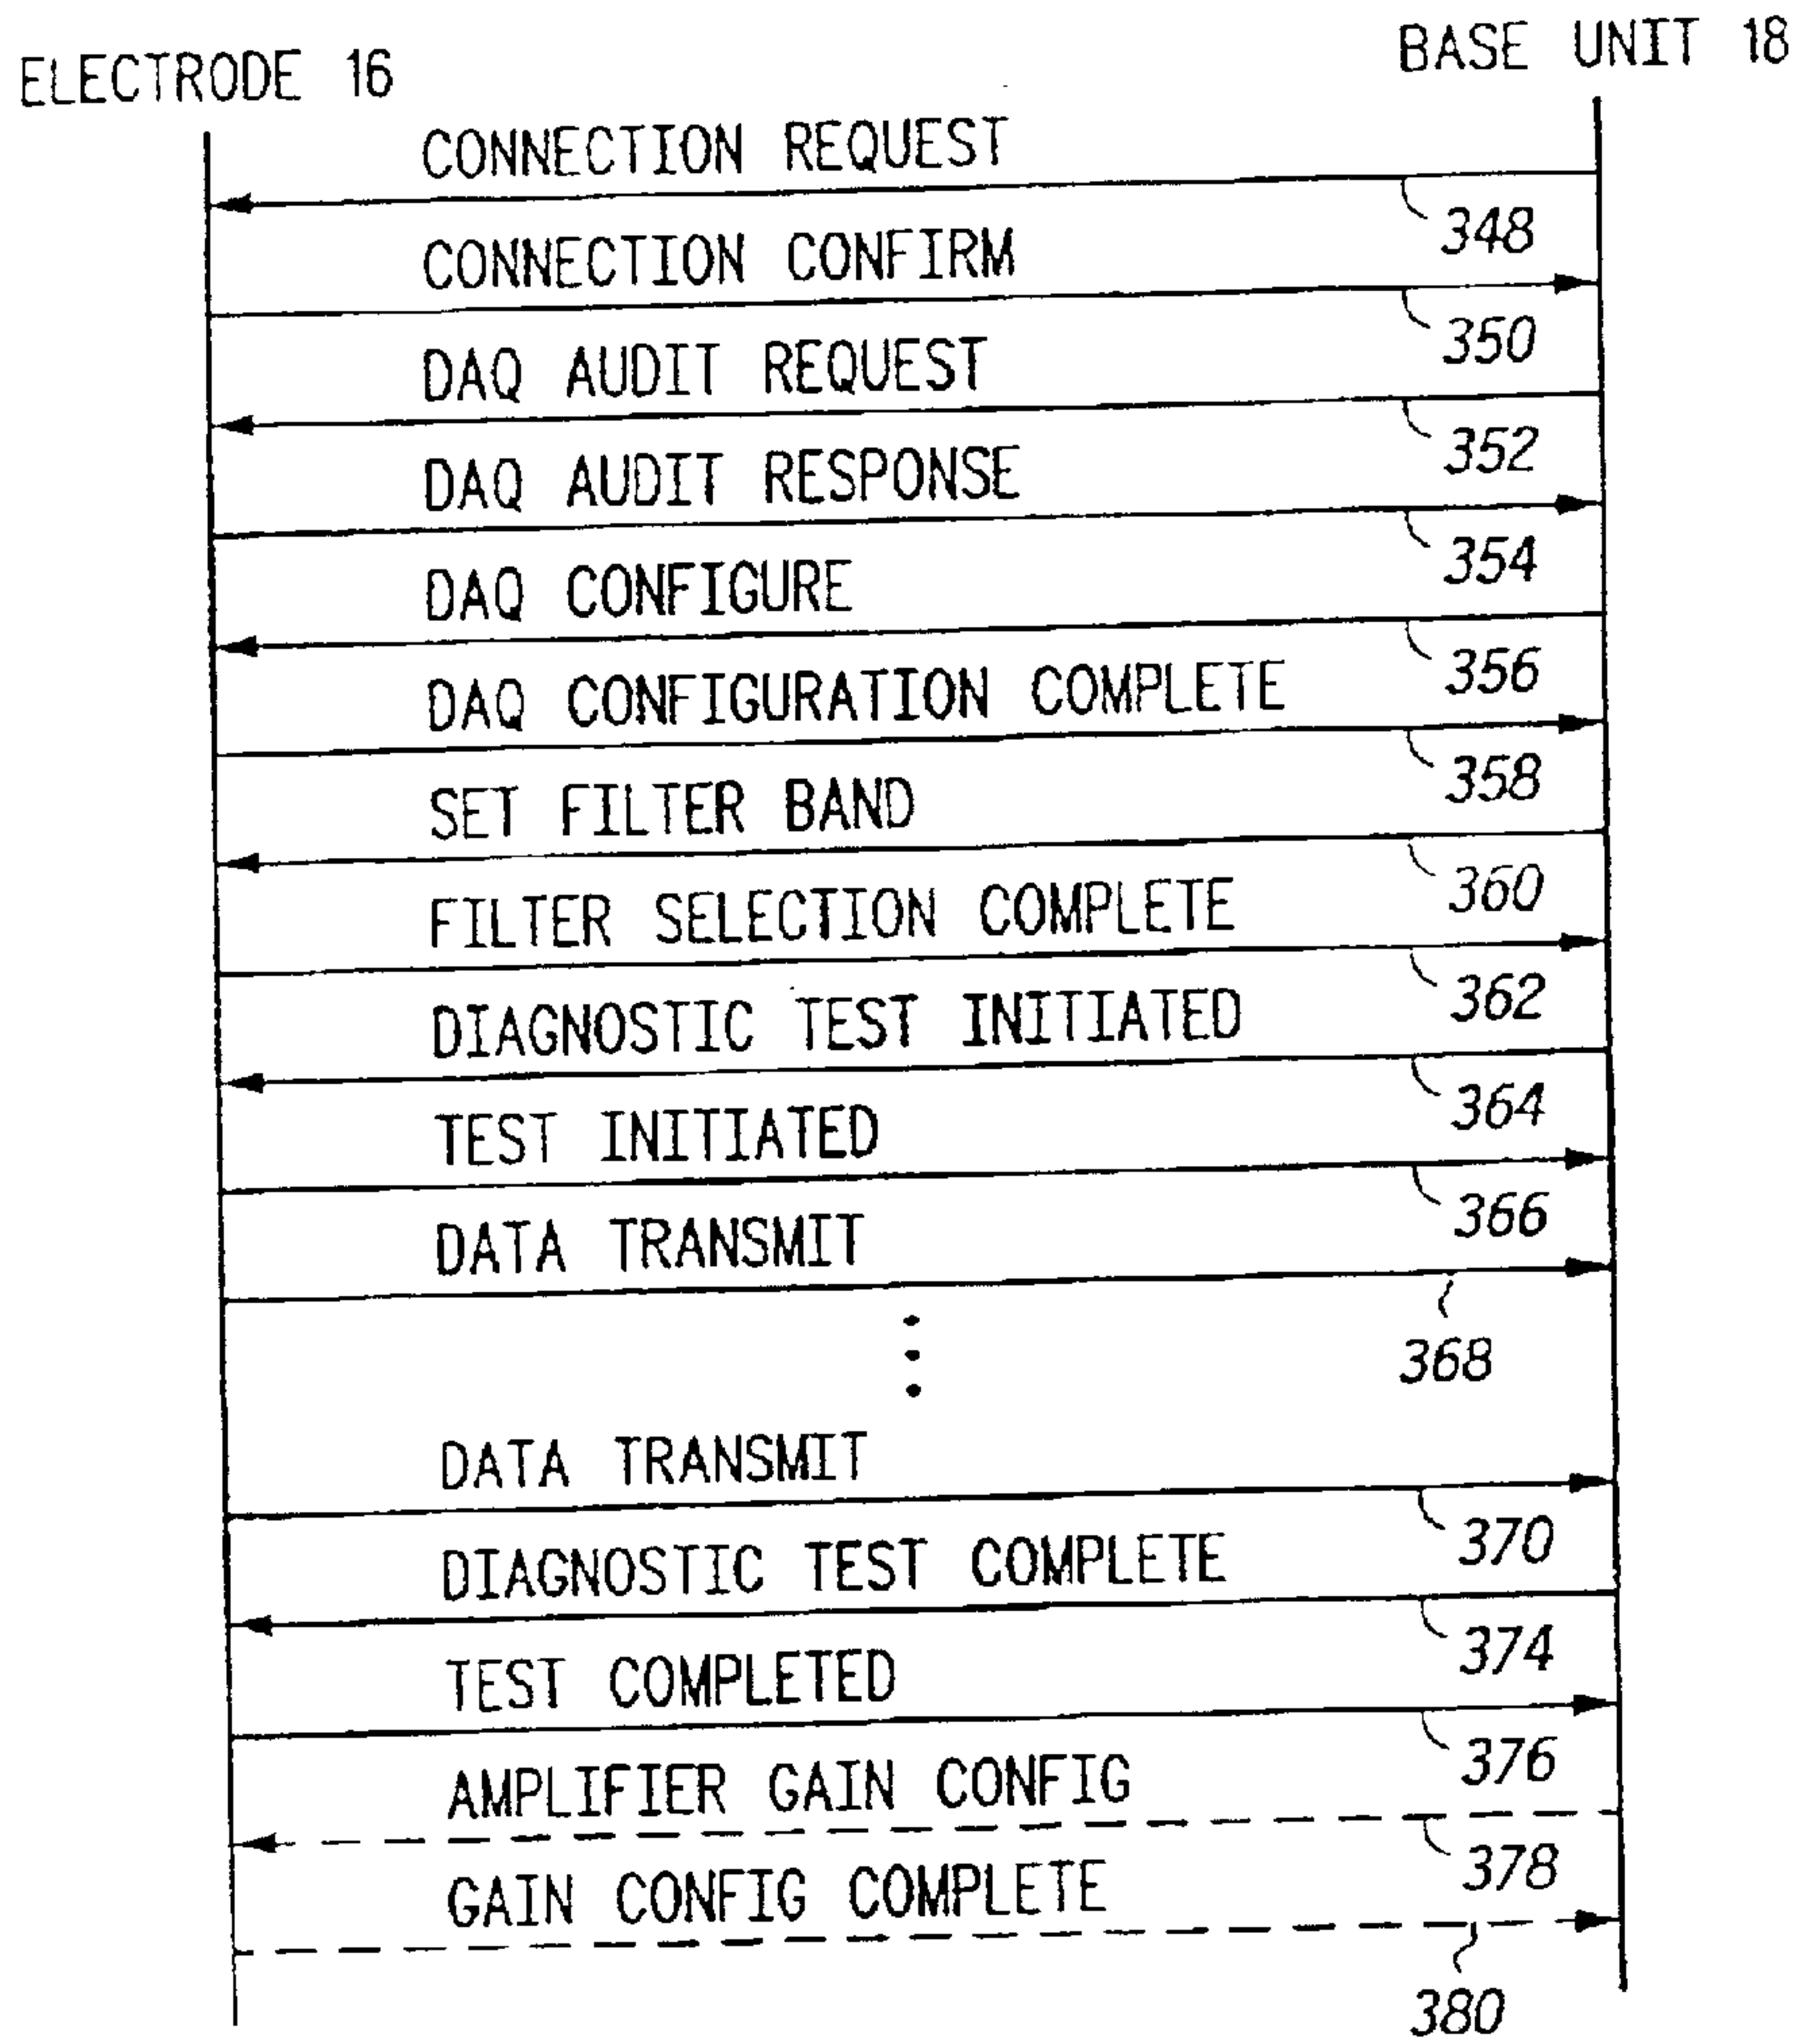 ELECTRODE 16
BASE UNIT 18
CONNECTION REQUEST
348
CONNECTION CONFIRM
350
DAQ AUDIT REQUEST
352
DAQ AUDIT RESPONSE
354
DAQ CONFIGURE
356
DAQ CONFIGURATION COMPLETE
358
SET FILTER BAND
360
FILTER SELECTION COMPLETE
362
DIAGNOSTIC TEST INITIATED
364
TEST INITIATED
366
DATA TRANSMIT
368
DATA TRANSMIT
370
DIAGNOSTIC TEST COMPLETE
374
TEST COMPLETED
376
AMPLIFIER GAIN CONFIG
378
GAIN CONFIG COMPLETE
380